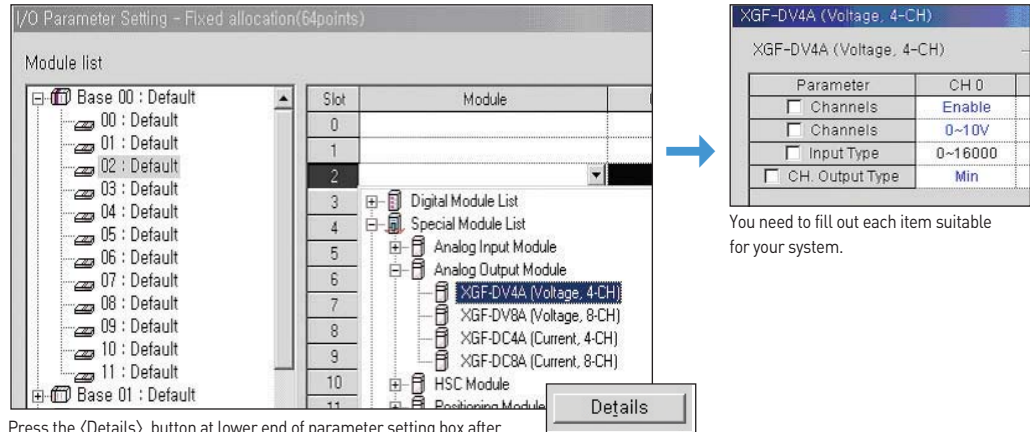 I/O Parameter Setting - Fixed allocation(64points)
Module list
Base 00 : Default
00 : Default
01 : Default
02 : Default
03 : Default
04 : Default
05 : Default
06 : Default
07 : Default
08 : Default
09 : Default
10 : Default
11 : Default
Base 01 : Default
Slot Module
0
1
2
3
4
5
6
7
8
9
10
11
Digital Module List
Special Module List
Analog Input Module
Analog Output Module
XGF-DV4A (Voltage, 4-CH)
XGF-DV8A (Voltage, 8-CH)
XGF-DC4A (Current, 4-CH)
XGF-DC8A (Current, 8-CH)
HSC Module
Positioning Module
Details
Press the 〈Details〉 button at lower end of parameter setting box after
XGF-DV4A (Voltage, 4-CH)
XGF-DV4A (Voltage, 4-CH)
Parameter CH 0
Channels Enable
Channels 0~10V
Input Type 0~16000
CH. Output Type Min
You need to fill out each item suitable
for your system.